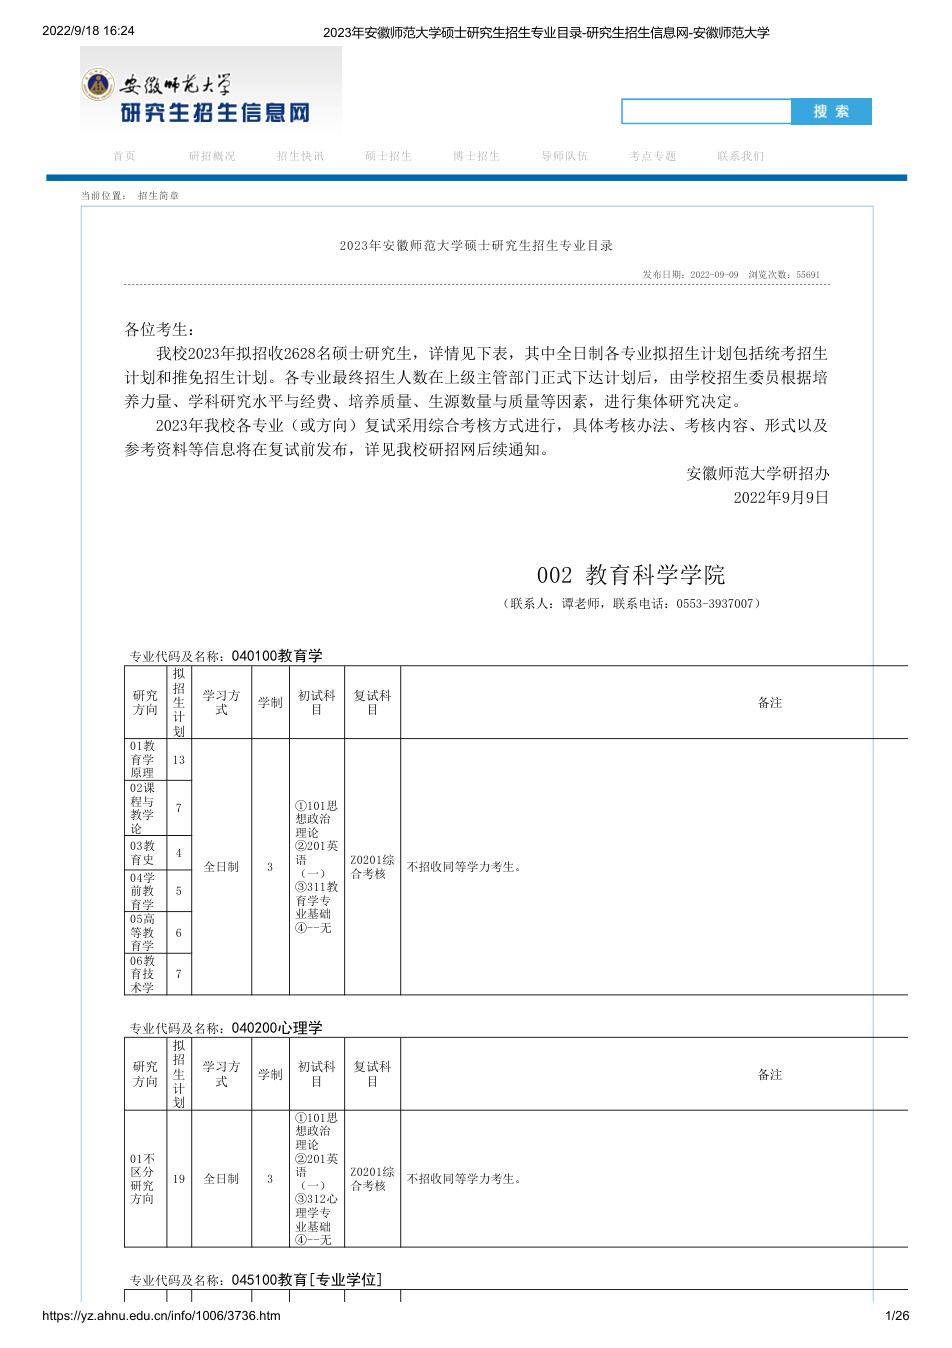 2022/9/18 16:24
2023年安徽师范大学硕士研究生招生专业目录-研究生招生信息网-安徽师范大学
安徽师范大学
研究生招生信息网
搜 索
首页 研招概况 招生快讯 硕士招生 博士招生 导师队伍 考点专题 联系我们
当前位置： 招生简章
2023年安徽师范大学硕士研究生招生专业目录
发布日期：2022-09-09 浏览次数：55691
各位考生：
我校2023年拟招收2628名硕士研究生，详情见下表，其中全日制各专业拟招生计划包括统考招生
计划和推免招生计划。各专业最终招生人数在上级主管部门正式下达计划后，由学校招生委员根据培
养力量、学科研究水平与经费、培养质量、生源数量与质量等因素，进行集体研究决定。
2023年我校各专业（或方向）复试采用综合考核方式进行，具体考核办法、考核内容、形式以及
参考资料等信息将在复试前发布，详见我校研招网后续通知。
安徽师范大学研招办
2022年9月9日
002 教育科学学院
（联系人：谭老师，联系电话：0553-3937007）
专业代码及名称：040100教育学
研究
方向
拟
招
生
计
划
学习方
式
学制
初试科
目
复试科
目
备注
01教
育学
原理
13
02课
程与
教学
论
7
03教
育史
4
04学
前教
育学
5
05高
等教
育学
6
06教
育技
术学
7
全日制
3
①101思
想政治
理论
②201英
语
（一）
③311教
育学专
业基础
④--无
Z0201综
合考核
不招收同等学力考生。
专业代码及名称：040200心理学
研究
方向
拟
招
生
计
划
学习方
式
学制
初试科
目
复试科
目
备注
01不
区分
研究
方向
19
全日制
3
①101思
想政治
理论
②201英
语
（一）
③312心
理学专
业基础
④--无
Z0201综
合考核
不招收同等学力考生。
专业代码及名称：045100教育[专业学位]
https://yz.ahnu.edu.cn/info/1006/3736.htm
1/26